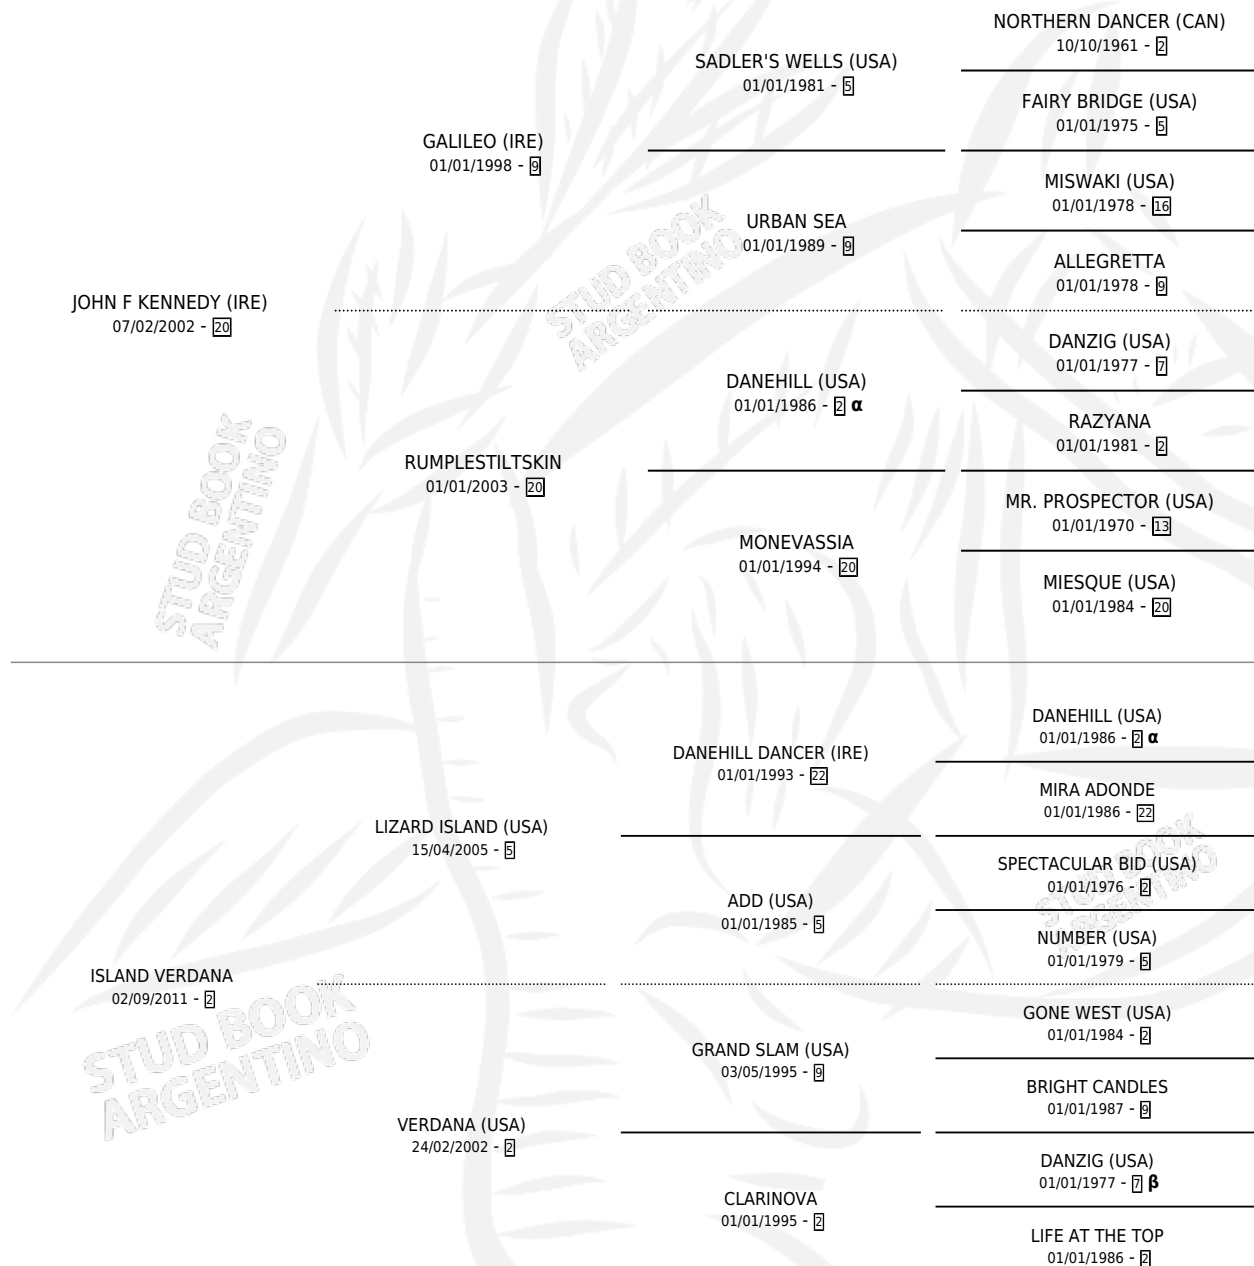 NORTHERN DANCER (CAN)
10/10/1961 - 2
SADLER'S WELLS (USA)
01/01/1981 - 5
FAIRY BRIDGE (USA)
01/01/1975 - 5
GALILEO (IRE)
01/01/1998 - 9
MISWAKI (USA)
01/01/1978 - 16
URBAN SEA
01/01/1989 - 9
ALLEGRETTA
01/01/1978 - 9
JOHN F KENNEDY (IRE)
07/02/2002 - 20
DANZIG (USA)
01/01/1977 - 7
DANEHILL (USA)
01/01/1986 - 2 α
RAZYANA
01/01/1981 - 2
RUMPLESTILTSKIN
01/01/2003 - 20
MR. PROSPECTOR (USA)
01/01/1970 - 13
MONEVASSIA
01/01/1994 - 20
MIESQUE (USA)
01/01/1984 - 20
DANEHILL (USA)
01/01/1986 - 2 α
DANEHILL DANCER (IRE)
01/01/1993 - 22
MIRA ADONDE
01/01/1986 - 22
LIZARD ISLAND (USA)
15/04/2005 - 5
SPECTACULAR BID (USA)
01/01/1976 - 2
ADD (USA)
01/01/1985 - 5
NUMBER (USA)
01/01/1979 - 5
ISLAND VERDANA
02/09/2011 - 2
GONE WEST (USA)
01/01/1984 - 2
GRAND SLAM (USA)
03/05/1995 - 9
BRIGHT CANDLES
01/01/1987 - 9
VERDANA (USA)
24/02/2002 - 2
DANZIG (USA)
01/01/1977 - 7 β
CLARINOVA
01/01/1995 - 2
LIFE AT THE TOP
01/01/1986 - 2
STUD BOOK
ARGENTINO
STUD BOOK
ARGENTINO
STUD BOOK
ARGENTINO
STUD BOOK
ARGENTINO